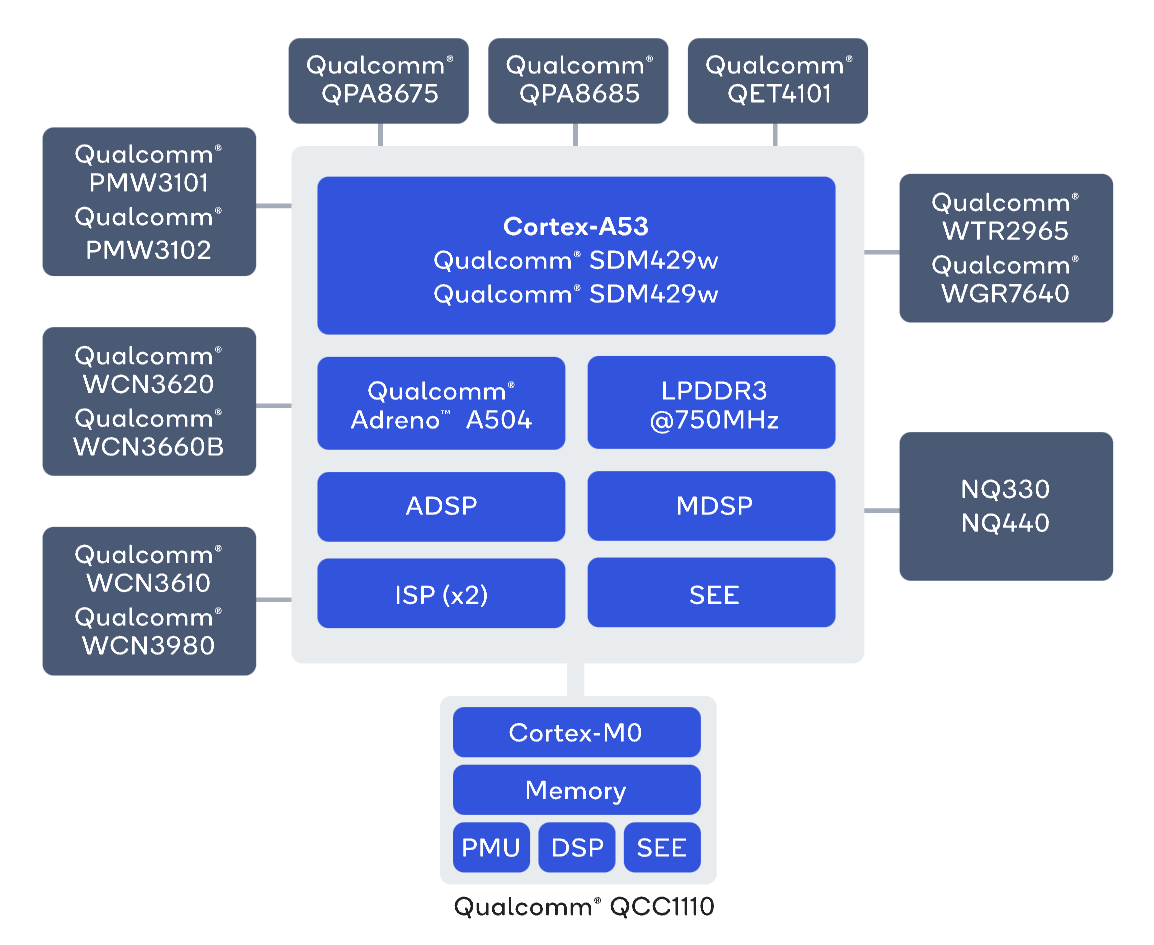 Qualcomm®
QPA8675
Qualcomm®
QPA8685
Qualcomm®
QET4101
Qualcomm®
PMW3101
Qualcomm®
PMW3102
Cortex-A53
Qualcomm® SDM429w
Qualcomm® SDM429w
Qualcomm®
WTR2965
Qualcomm®
WGR7640
Qualcomm®
WCN3620
Qualcomm®
WCN3660B
Qualcomm®
Adreno™ A504
LPDDR3
@750MHz
ADSP
MDSP
NQ330
NQ440
Qualcomm®
WCN3610
Qualcomm®
WCN3980
ISP (x2)
SEE
Cortex-M0
Memory
PMU
DSP
SEE
Qualcomm® QCC1110